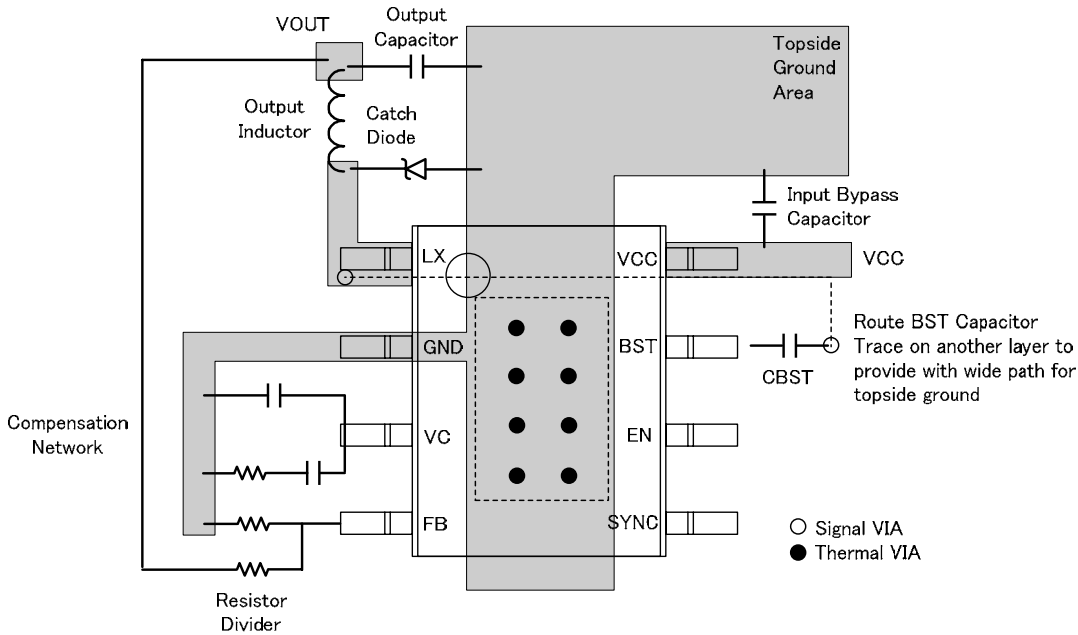 VOUT
Output
Capacitor
Topside
Ground
Area
Output
Inductor
Catch
Diode
Input Bypass
Capacitor
LX
VCC
VCC
GND
BST
CBST
Route BST Capacitor
Trace on another layer to
provide with wide path for
topside ground
Compensation
Network
VC
EN
FB
SYNC
Signal VIA
Thermal VIA
Resistor
Divider